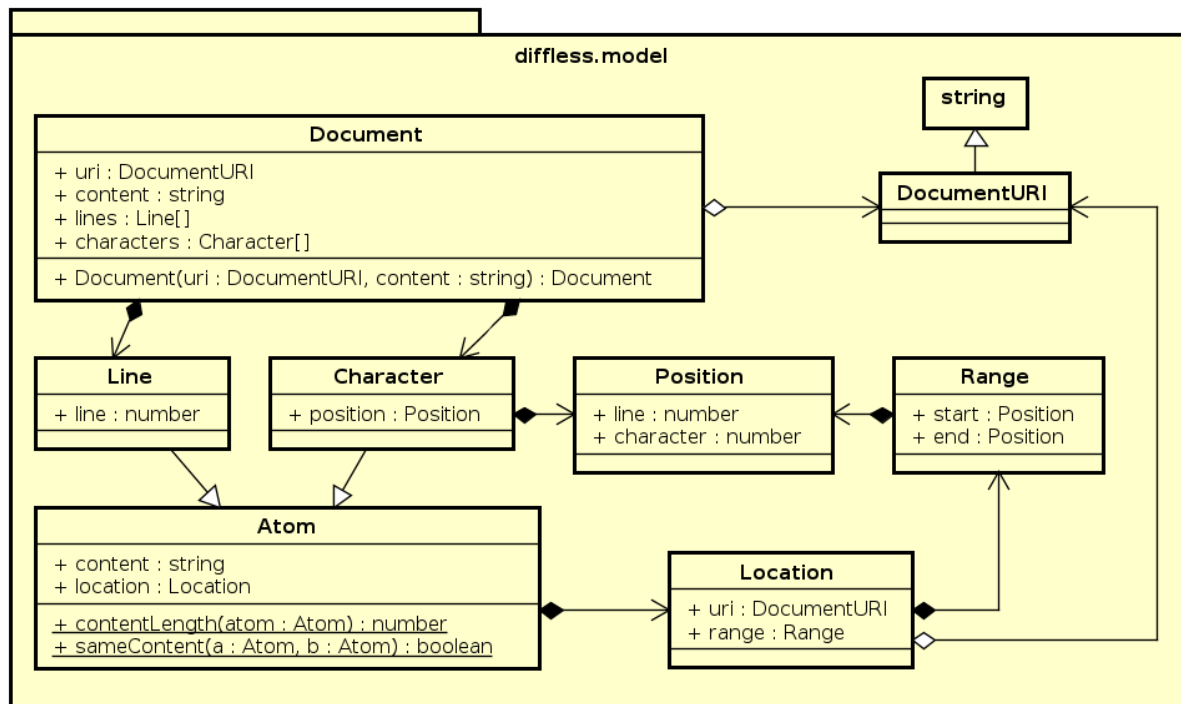 diffless.model
string
Document
+ uri : DocumentURI
+ content : string
+ lines : Line[]
+ characters : Character[]
+ Document(uri : DocumentURI, content : string) : Document
DocumentURI
Line
+ line : number
Character
+ position : Position
Position
+ line : number
+ character : number
Range
+ start : Position
+ end : Position
Atom
+ content : string
+ location : Location
+ contentLength(atom : Atom) : number
+ sameContent(a : Atom, b : Atom) : boolean
Location
+ uri : DocumentURI
+ range : Range